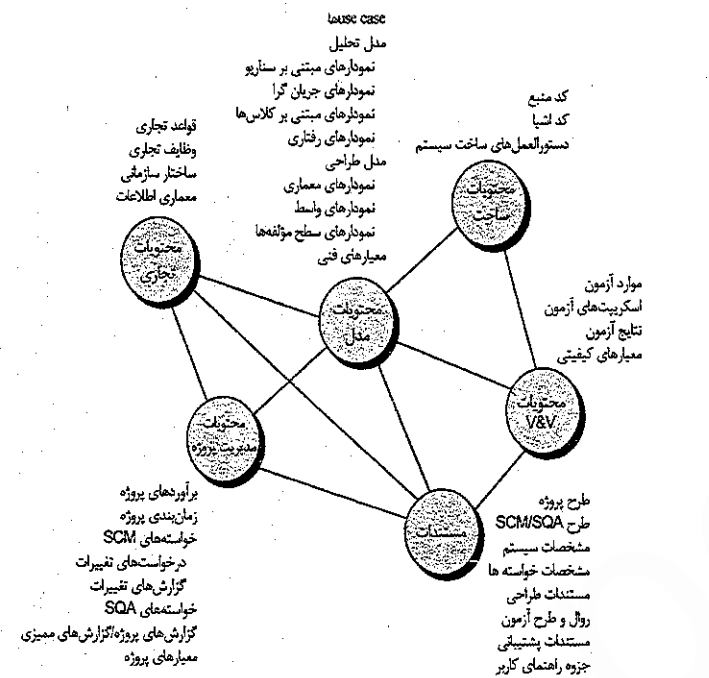 use case
مدل تحلیل
نمودارهای مبتنی بر سناریو
نمودارهای جریان گرا
نمودارهای مبتنی بر کلاس‌ها
نمودارهای رفتاری
مدل طراحی
نمودارهای معماری
نمودارهای واسط
نمودارهای سطح مؤلفه‌ها
معیارهای فنی
کد منبع
کد اشیا
دستورالعمل‌های ساخت سیستم
محتویات
ساخت
قواعد تجاری
وظایف تجاری
ساختار سازمانی
معماری اطلاعات
محتویات
تجاری
محتویات
مدل
موارد آزمون
اسکریپت‌های آزمون
نتایج آزمون
معیارهای کیفیتی
محتویات
V&V
محتویات
مدیریت پروژه
برآوردهای پروژه
زمان‌بندی پروژه
خواسته‌های SCM
درخواست‌های تغییرات
گزارش‌های تغییرات
خواسته‌های SQA
گزارش‌های پروژه/گزارش‌های ممیزی
معیارهای پروژه
مستندات
طرح پروژه
طرح SCM/SQA
مشخصات سیستم
مشخصات خواسته ها
مستندات طراحی
روال و طرح آزمون
مستندات پشتیبانی
جزوه راهنمای کاربر